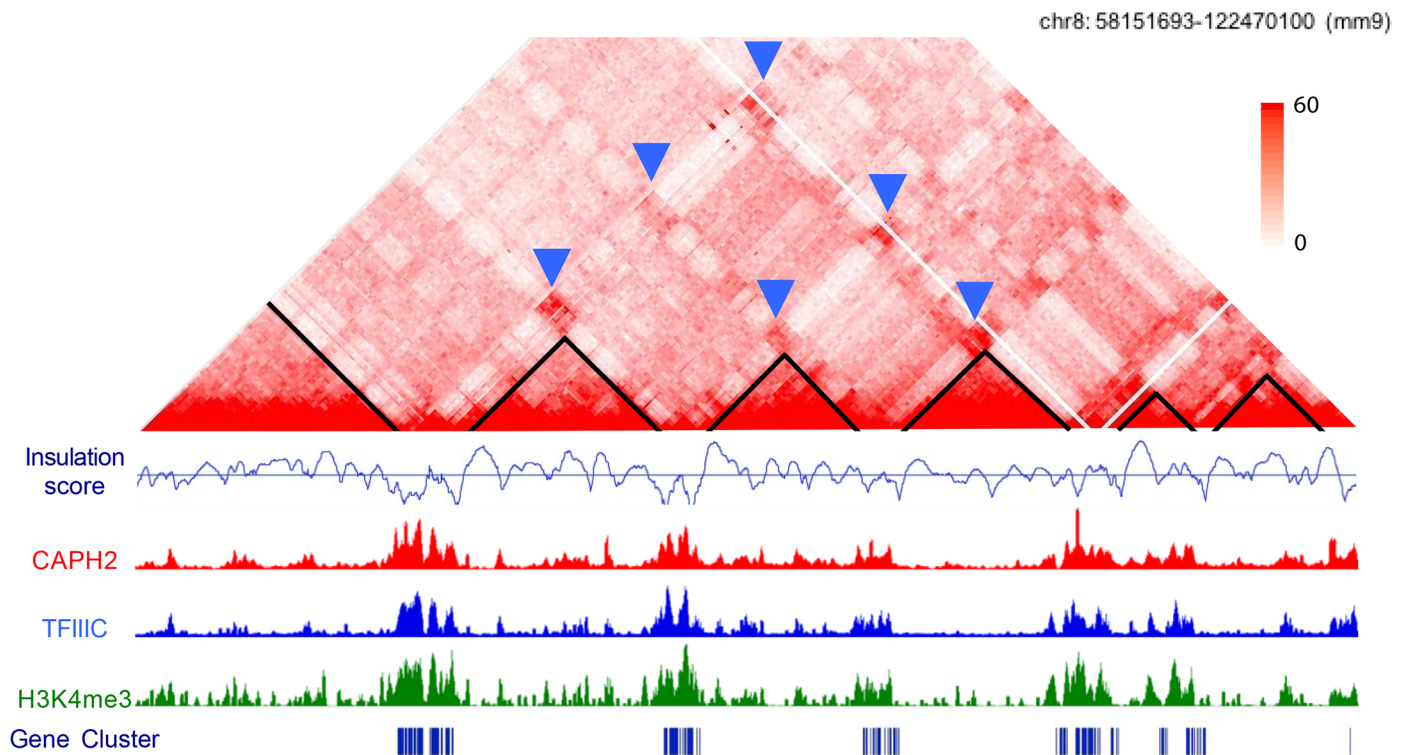 chr8: 58151693-122470100 (mm9)
60
0
Insulation
score
CAPH2
TFIIIC
H3K4me3
Gene Cluster